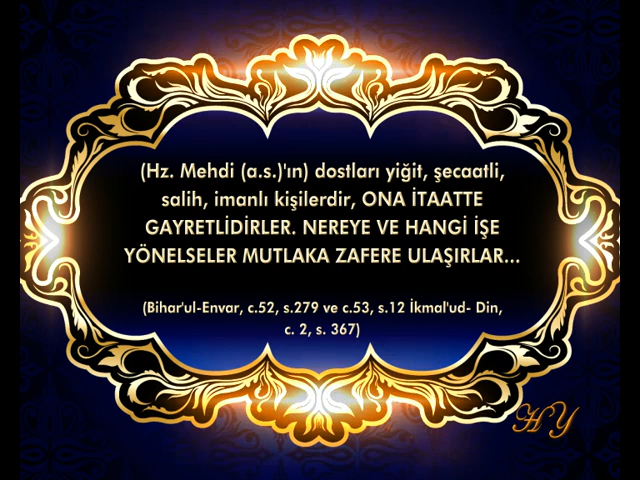 (Hz. Mehdi (a.s.)'ın) dostları yiğit, şecaatli,
salih, imanlı kişilerdir, ONA İTAATTE
GAYRETLİDİRLER. NEREYE VE HANGİ İŞE
YÖNELSELER MUTLAKA ZAFERE ULAŞIRLAR...
(Bihar'ul-Envar, c.52, s.279 ve c.53, s.12 İkmal'ud- Din,
c. 2, s. 367)
HY